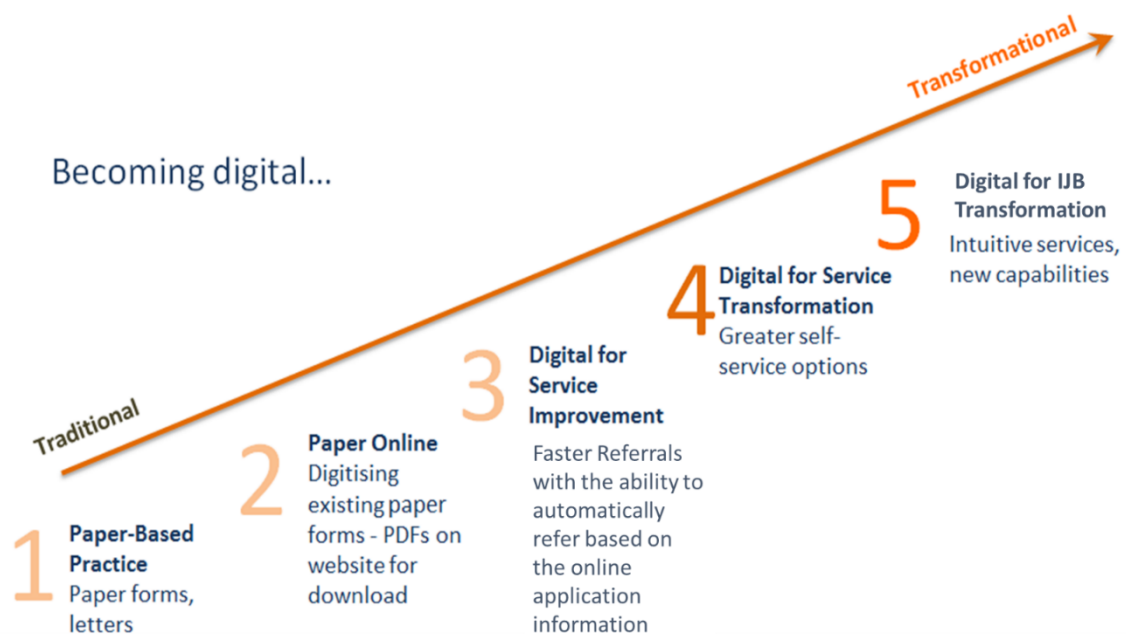 Transformational
Becoming digital...
Traditional
1
Paper-Based
Practice
Paper forms,
letters
2
Paper Online
Digitising
existing paper
forms - PDFs on
website for
download
3
Digital for
Service
Improvement
Faster Referrals
with the ability to
automatically
refer based on
the online
application
information
4
Digital for Service
Transformation
Greater self-
service options
5
Digital for IJB
Transformation
Intuitive services,
new capabilities